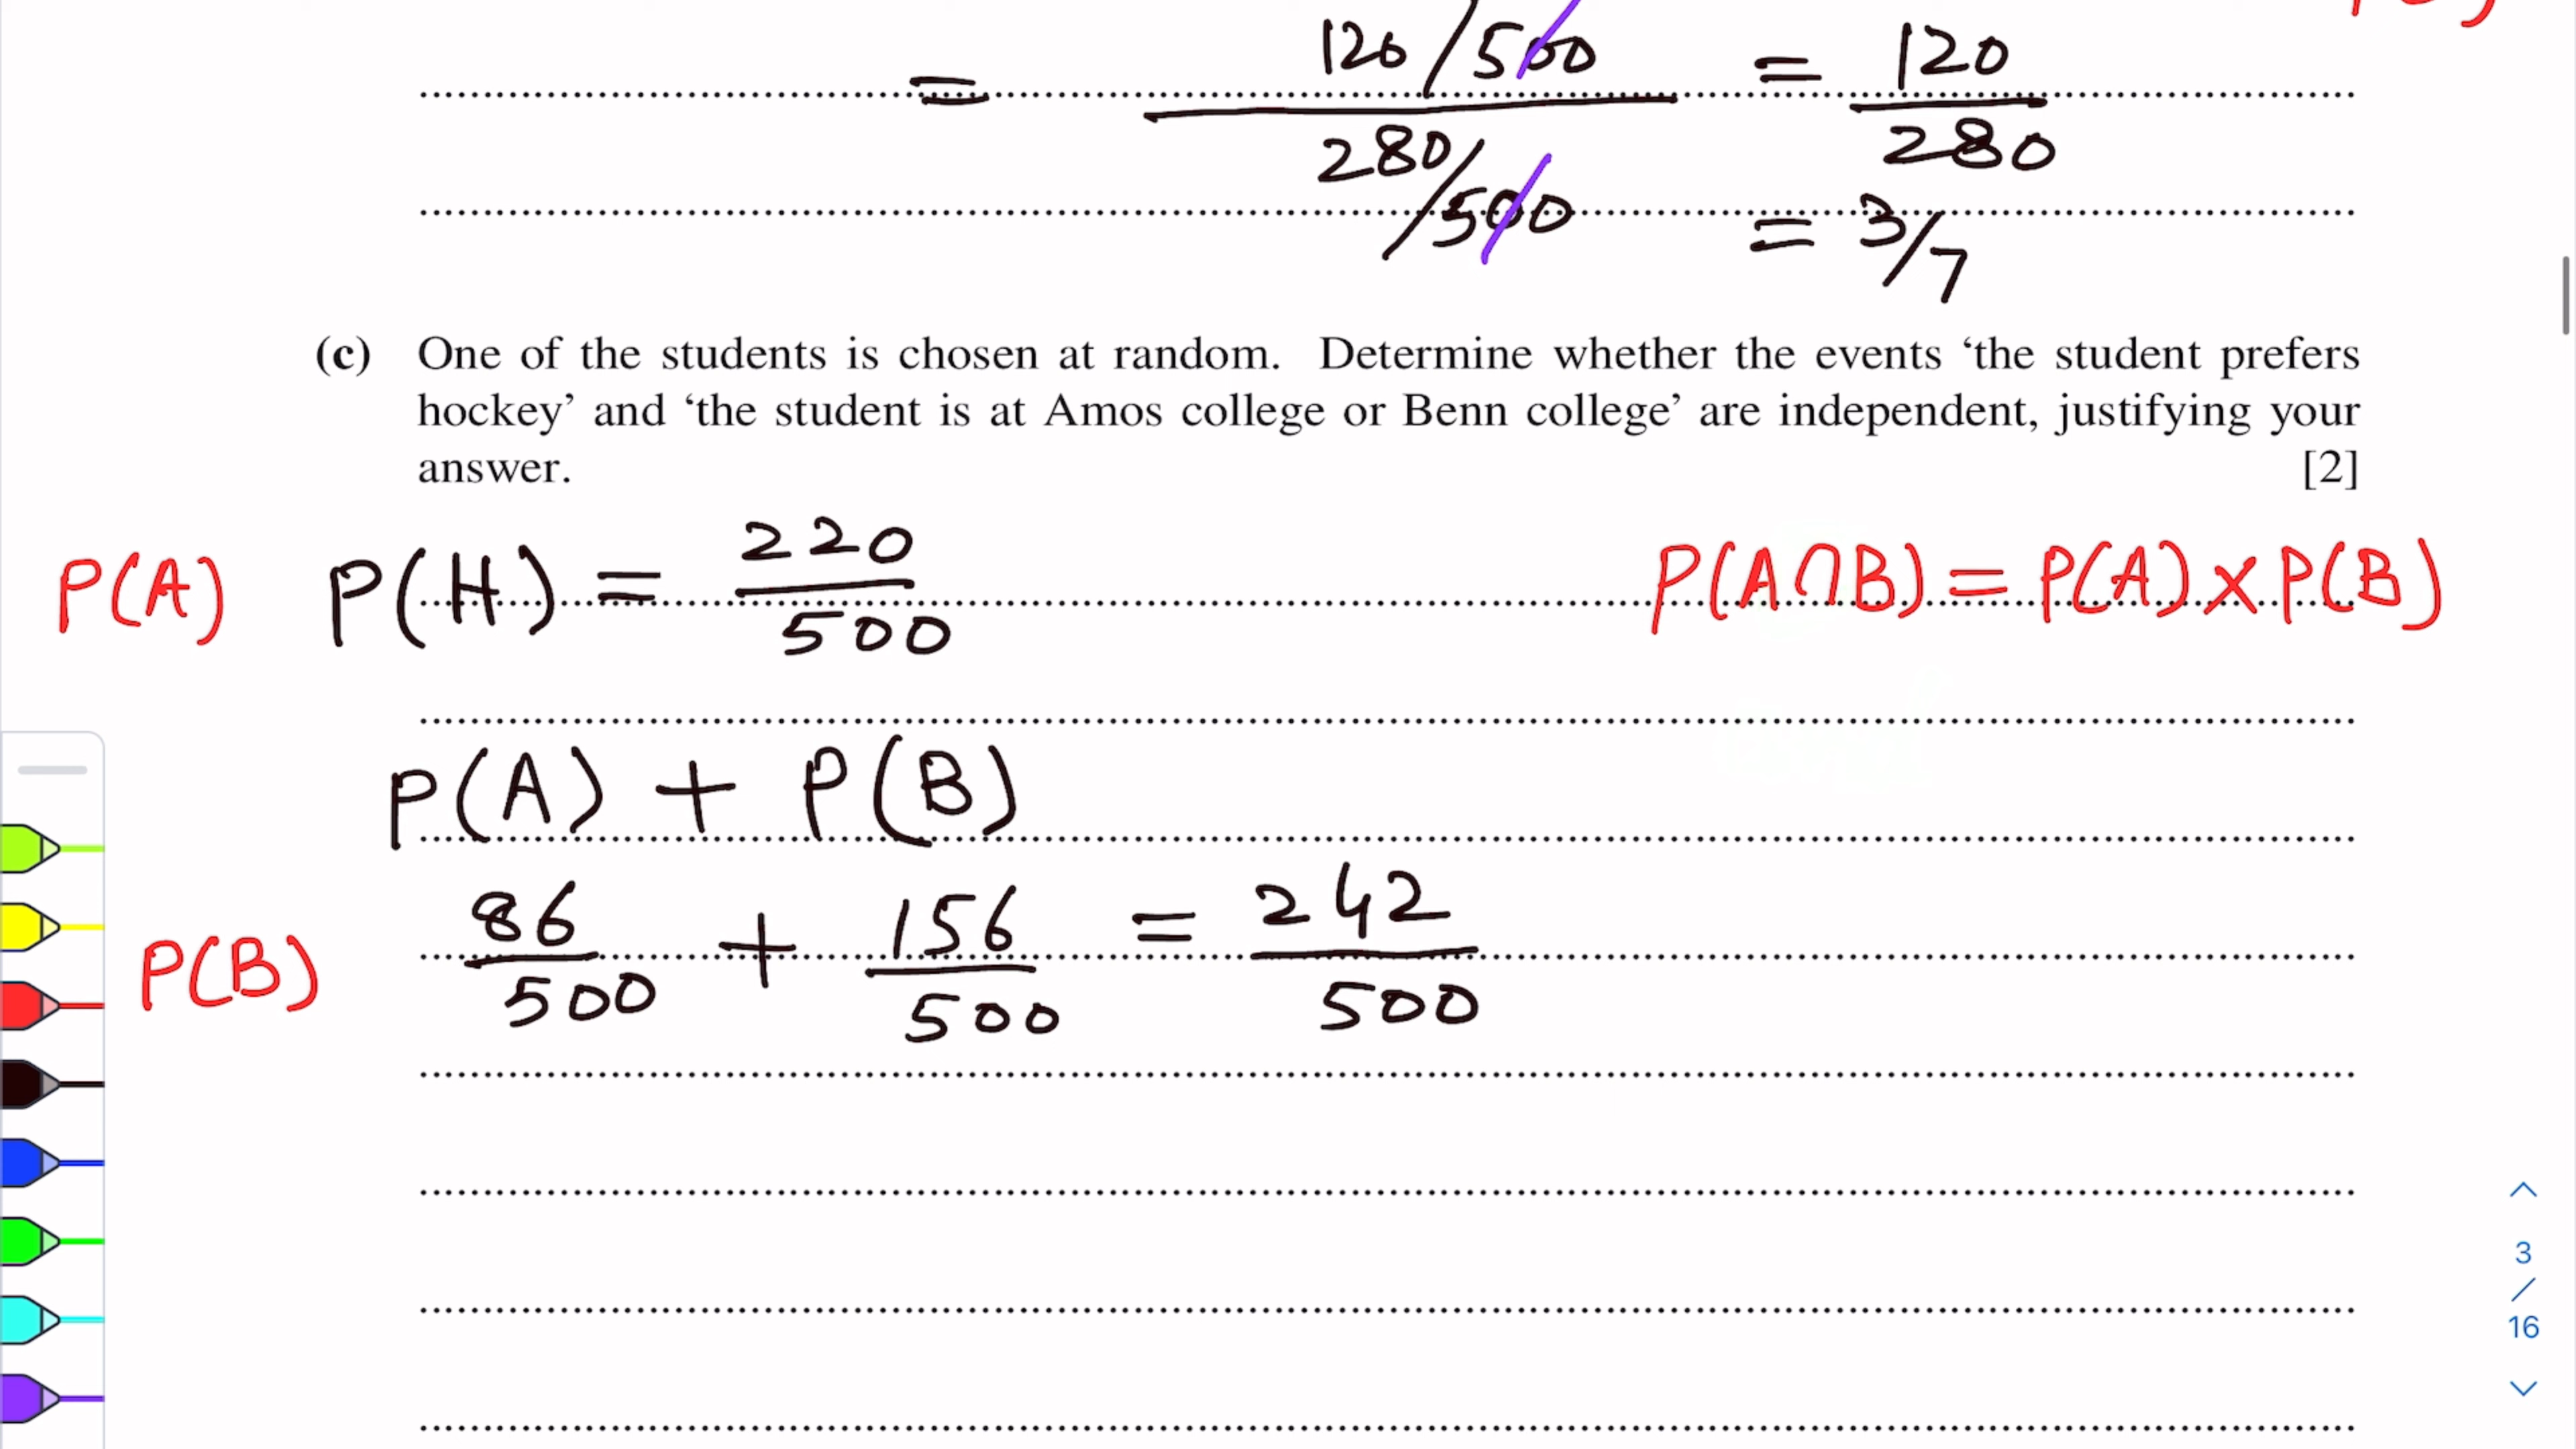 120/500 = 120
=
280/500 280
= 3/7
(c) One of the students is chosen at random. Determine whether the events ‘the student prefers
hockey’ and ‘the student is at Amos college or Benn college’ are independent, justifying your
answer. [2]
P(A) P(H) = 220/500 P(A∩B) = P(A) x P(B)
P(A) + P(B)
P(B) 86/500 + 156/500 = 242/500
3
/
16